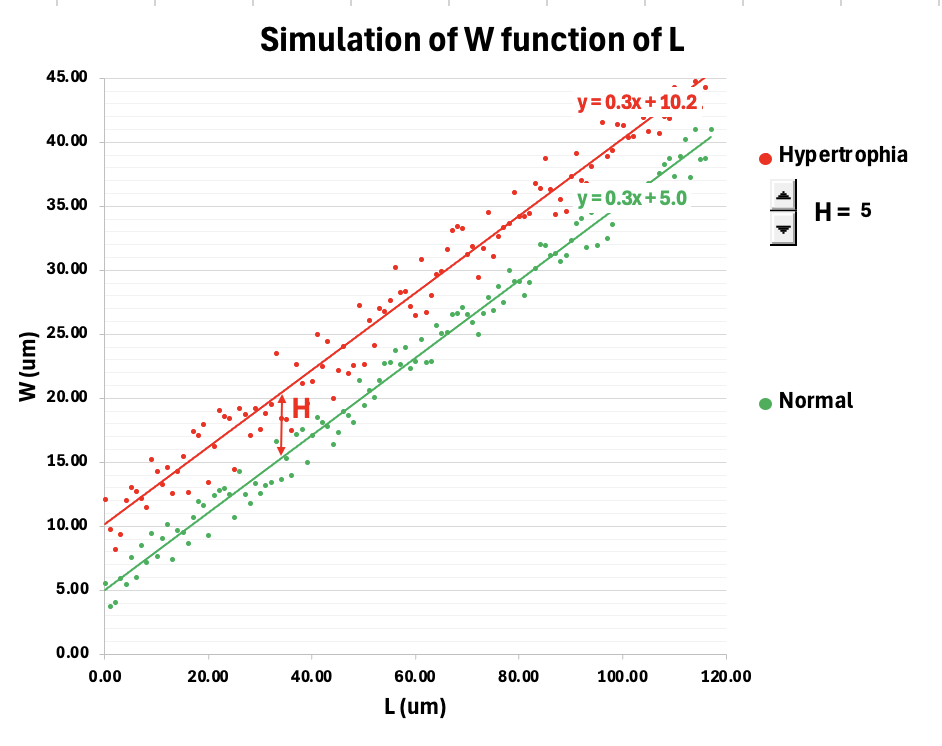 Simulation of W function of L
45.00
40.00
35.00
30.00
25.00
20.00
15.00
10.00
5.00
0.00
W (um)
y = 0.3x + 10.2
y = 0.3x + 5.0
H
0.00 20.00 40.00 60.00 80.00 100.00 120.00
L (um)
Hypertrophia
H = 5
Normal